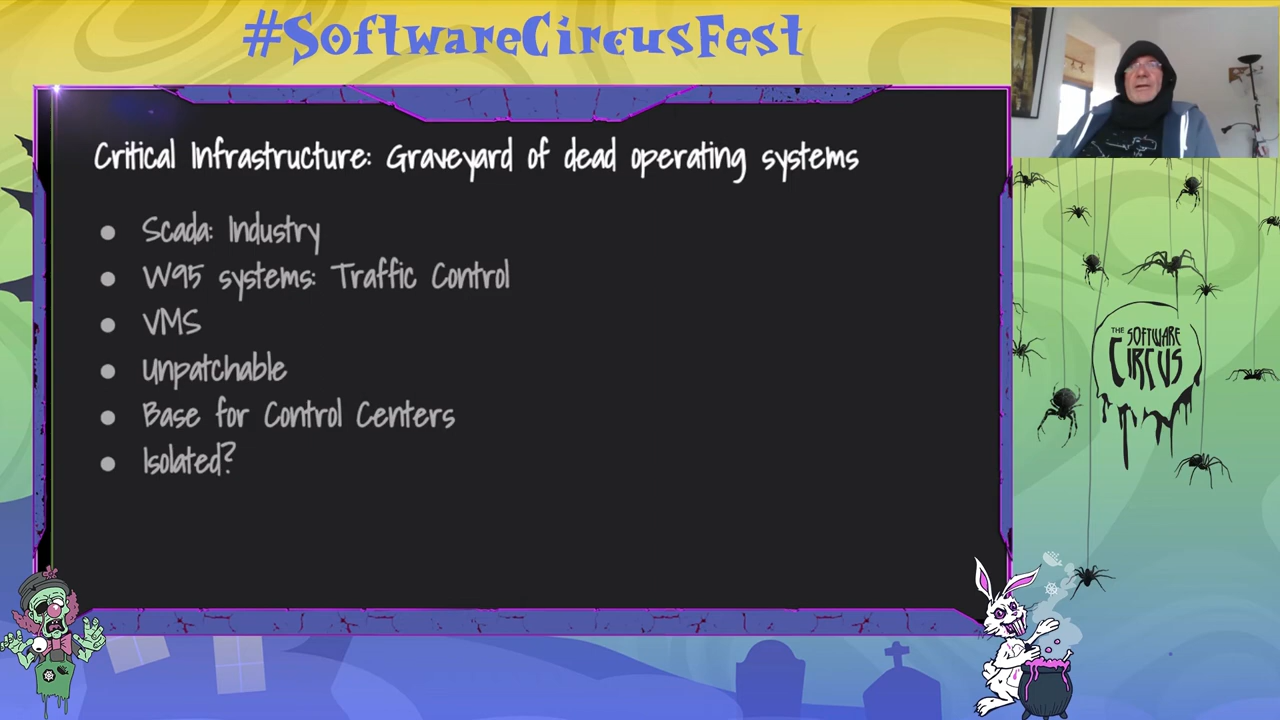 #SoftwareCircusFest
Critical Infrastructure: Graveyard of dead operating systems
● Scada: Industry
● W95 systems: Traffic Control
● VMS
● Unpatchable
● Base for Control Centers
● Isolated?
THE SOFTWARE
CIRCUS